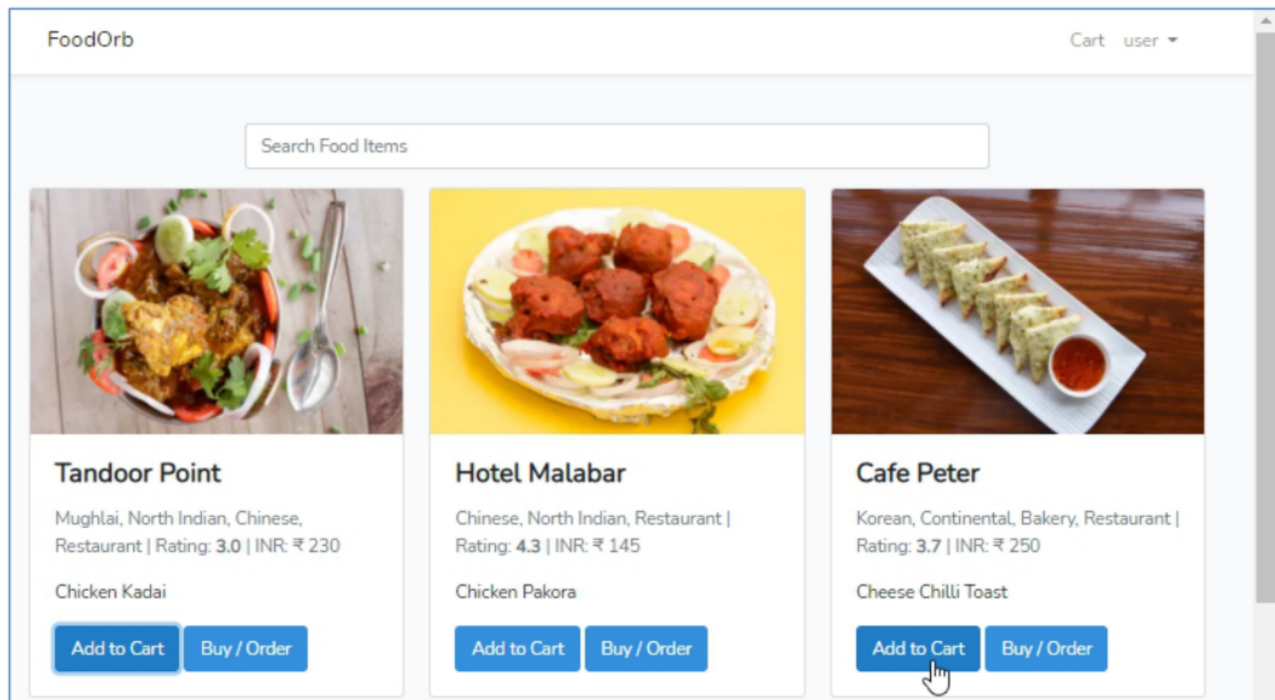 FoodOrb
Cart user
Search Food Items
Tandoor Point
Mughlai, North Indian, Chinese,
Restaurant | Rating: 3.0 | INR: ₹ 230
Chicken Kadai
Add to Cart Buy / Order
Hotel Malabar
Chinese, North Indian, Restaurant |
Rating: 4.3 | INR: ₹ 145
Chicken Pakora
Add to Cart Buy / Order
Cafe Peter
Korean, Continental, Bakery, Restaurant |
Rating: 3.7 | INR: ₹ 250
Cheese Chilli Toast
Add to Cart Buy / Order